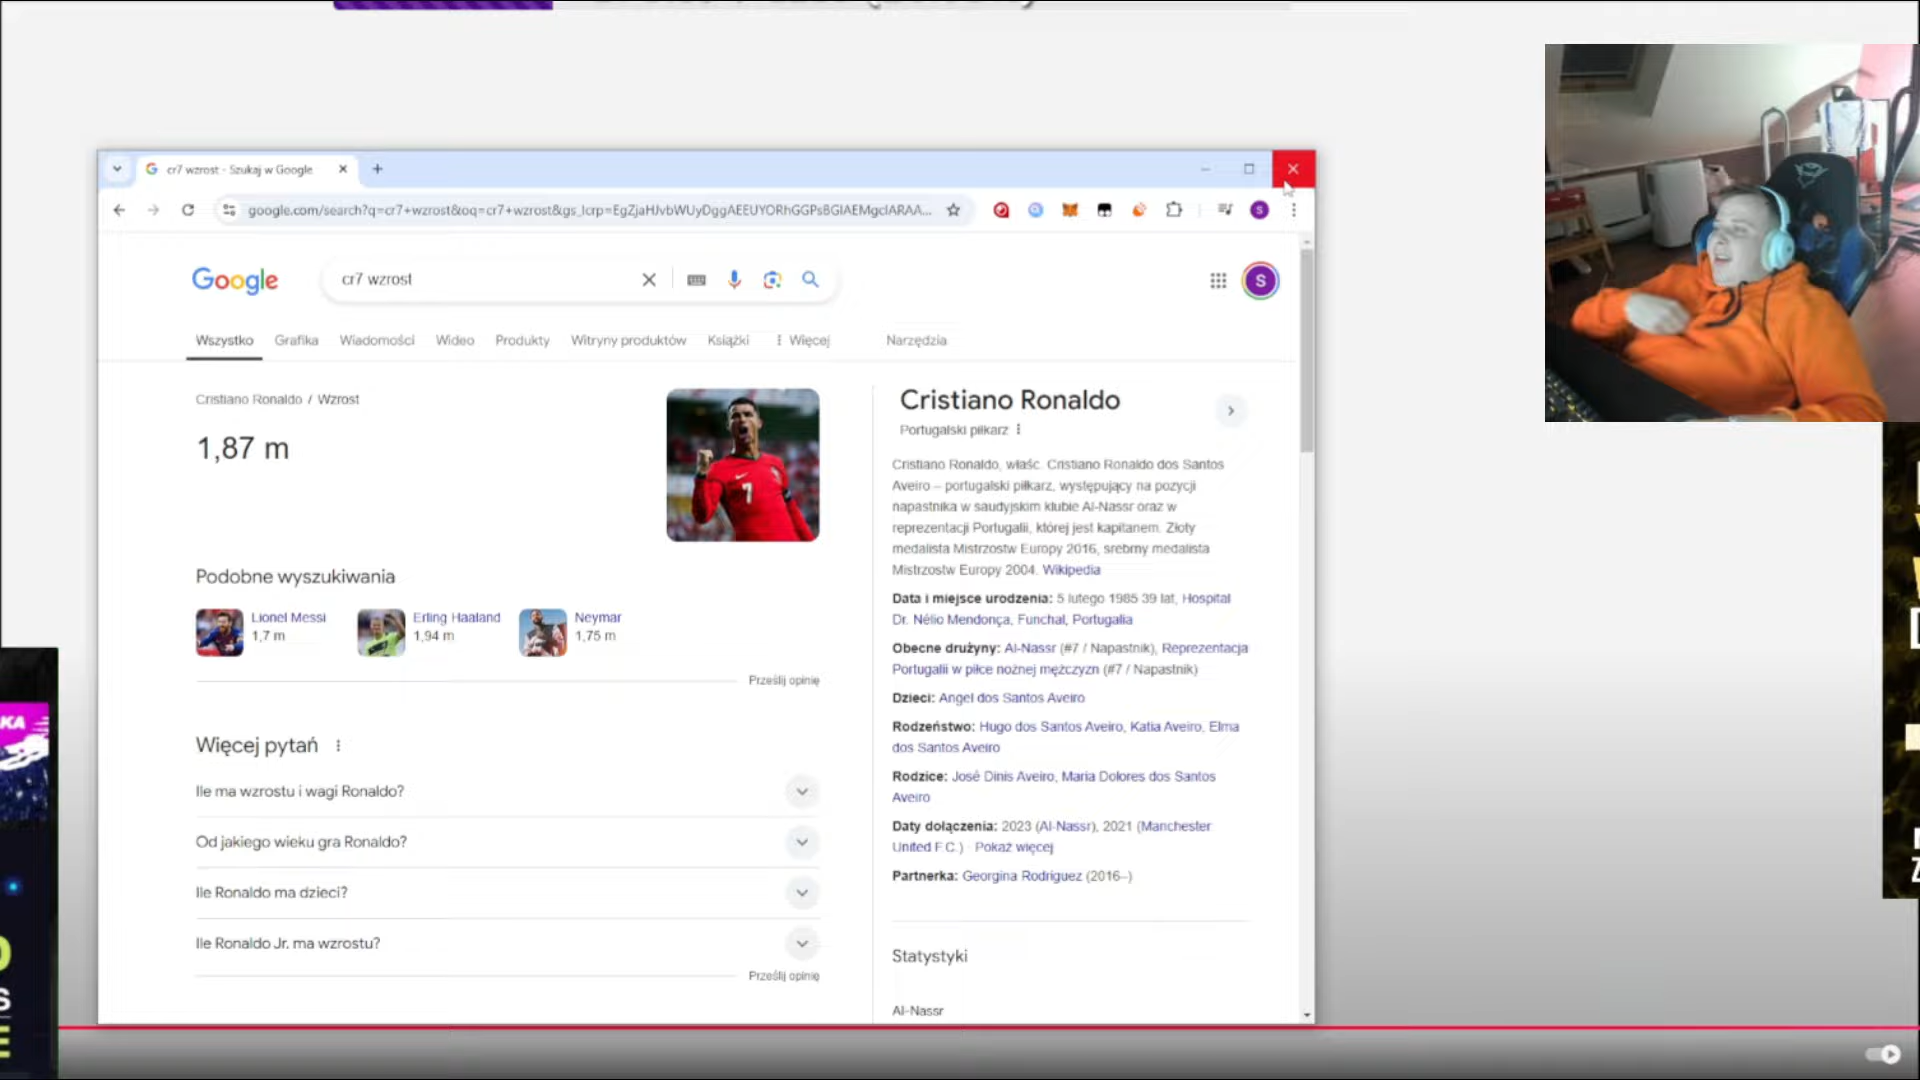 cr7 wzrost - Szukaj w Google
google.com/search?q=cr7+wzrost&oq=cr7+wzrost&gs_lcrp=EgZjaHJvbWUyDggAEEUYORhGGPsBGIAEMgcIARAA...
S
Google
cr7 wzrost
S
Wszystko Grafika Wiadomości Wideo Produkty Witryny produktów Książki Więcej Narzędzia
Cristiano Ronaldo / Wzrost
1,87 m
7
Podobne wyszukiwania
Lionel Messi
1,7 m
Erling Haaland
1,94 m
Neymar
1,75 m
Prześlij opinię
Więcej pytań
Ile ma wzrostu i wagi Ronaldo?
Od jakiego wieku gra Ronaldo?
Ile Ronaldo ma dzieci?
Ile Ronaldo Jr. ma wzrostu?
Prześlij opinię
Cristiano Ronaldo
Portugalski piłkarz
Cristiano Ronaldo, właśc. Cristiano Ronaldo dos Santos
Aveiro – portugalski piłkarz, występujący na pozycji
napastnika w saudyjskim klubie Al-Nassr oraz w
reprezentacji Portugalii, której jest kapitanem. Złoty
medalista Mistrzostw Europy 2016, srebrny medalista
Mistrzostw Europy 2004. Wikipedia
Data i miejsce urodzenia: 5 lutego 1985 39 lat, Hospital
Dr. Nélio Mendonça, Funchal, Portugalia
Obecne drużyny: Al-Nassr (#7 / Napastnik), Reprezentacja
Portugalii w piłce nożnej mężczyzn (#7 / Napastnik)
Dzieci: Angel dos Santos Aveiro
Rodzeństwo: Hugo dos Santos Aveiro, Katia Aveiro, Elma
dos Santos Aveiro
Rodzice: José Dinis Aveiro, Maria Dolores dos Santos
Aveiro
Daty dołączenia: 2023 (Al-Nassr), 2021 (Manchester
United F.C.) · Pokaż więcej
Partnerka: Georgina Rodriguez (2016–)
Statystyki
Al-Nassr
KA